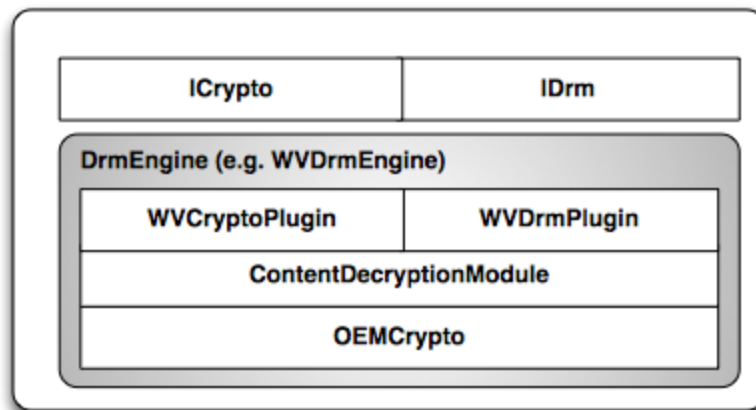 ICrypto IDrm
DrmEngine (e.g. WVDrmEngine)
WVCryptoPlugin WVDrmPlugin
ContentDecryptionModule
OEMCrypto